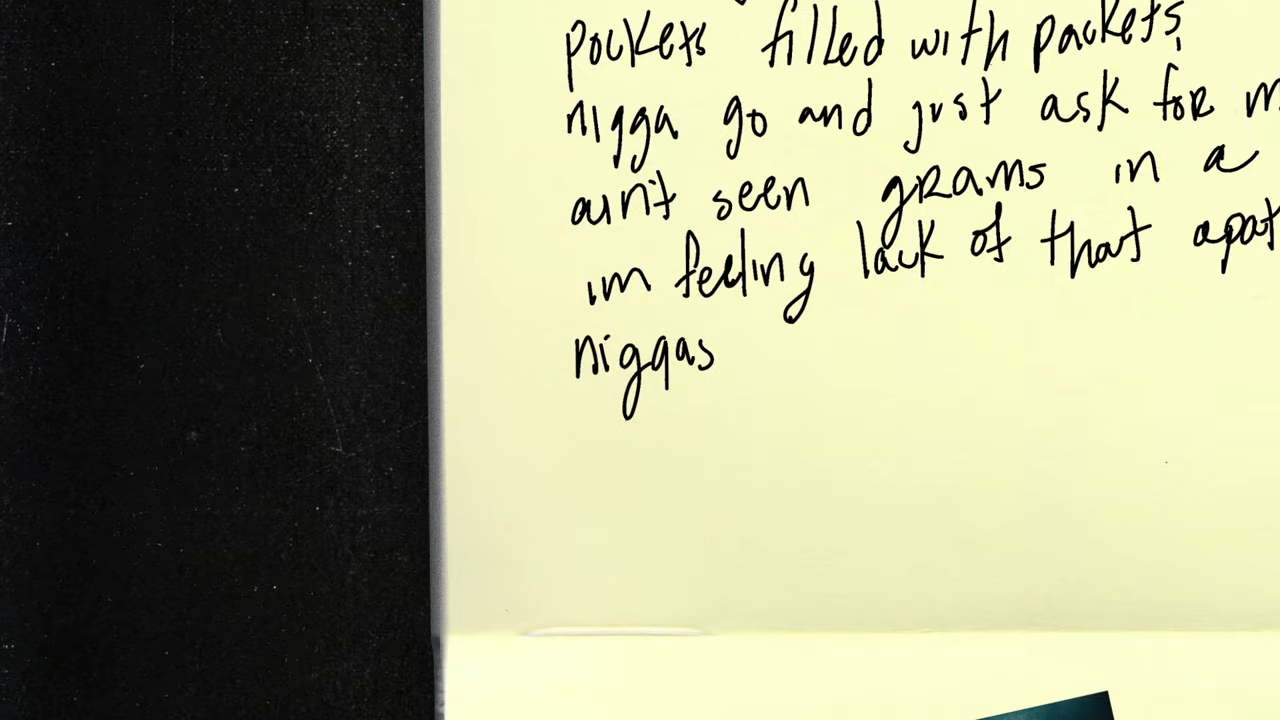 pockets filled with packets,
nigga go and just ask for
ain't seen grams in a
im feeling lack of that
niggas